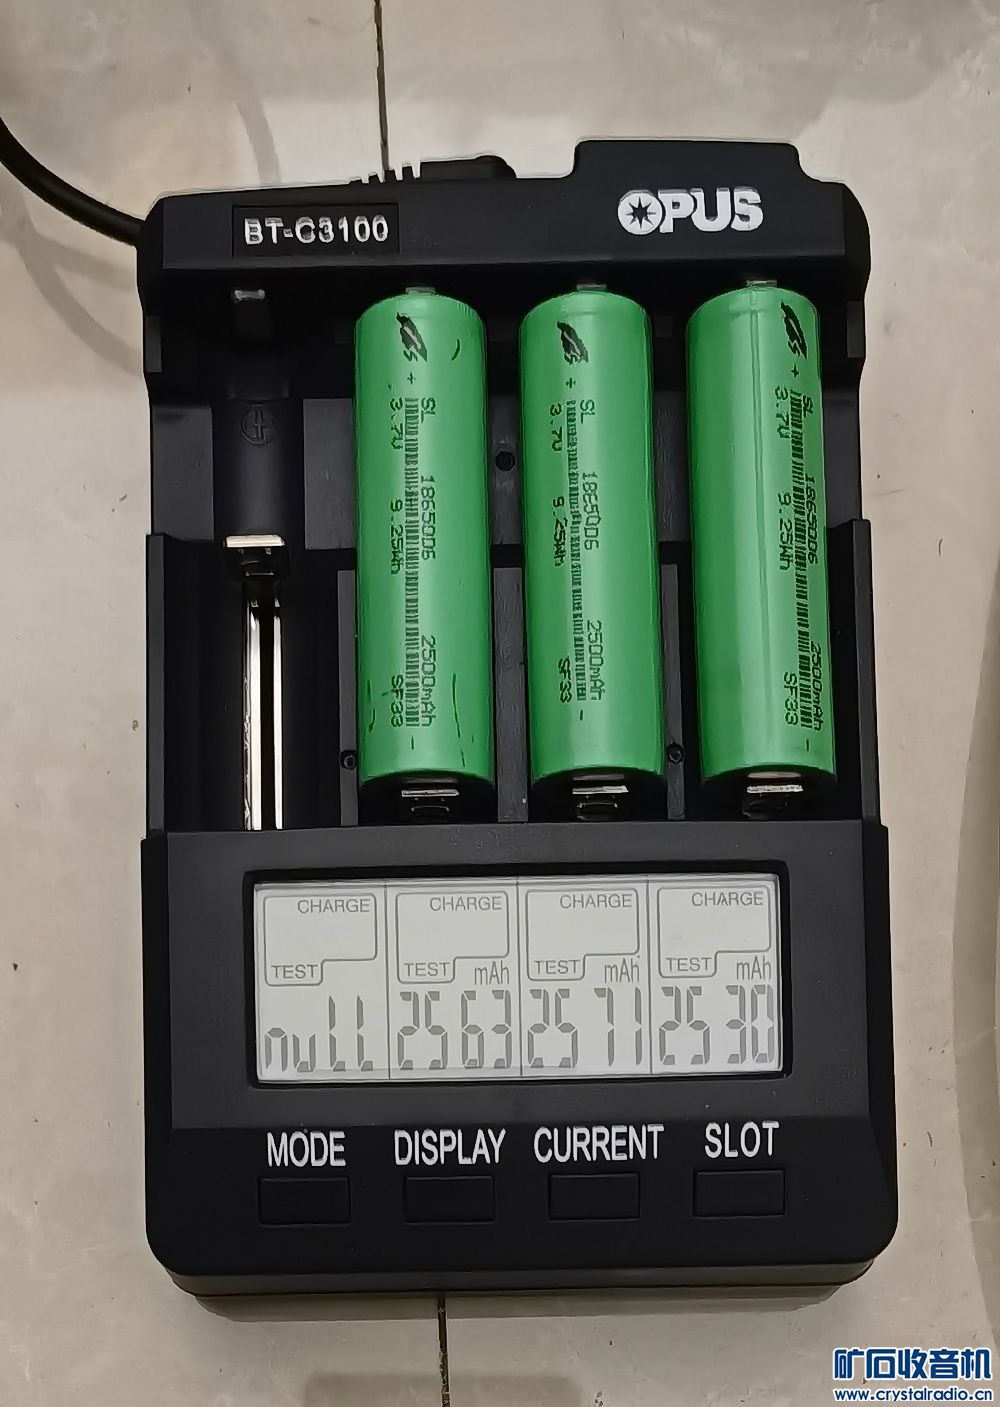 BT-C3100
OPUS
+ SL 18650D6 2500mAh -
3.7V 9.25Wh SF33
+ SL 18650D6 2500mAh -
3.7V 9.25Wh SF33
+ SL 18650D6 2500mAh -
3.7V 9.25Wh SF33
CHARGE CHARGE CHARGE CHARGE
TEST TEST mAh TEST mAh TEST mAh
null 2563 2571 2530
MODE DISPLAY CURRENT SLOT
矿石收音机
www.crystalradio.cn